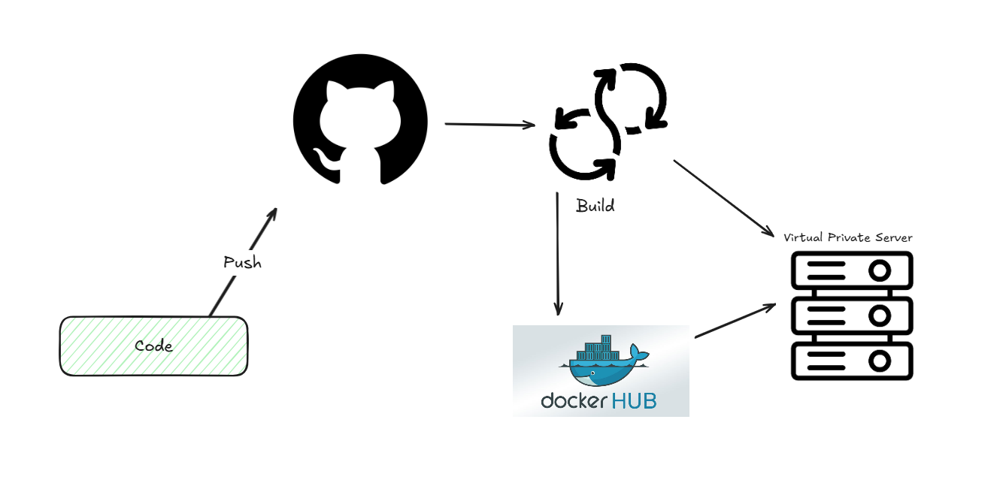 Build
Virtual Private Server
Push
Code
docker HUB